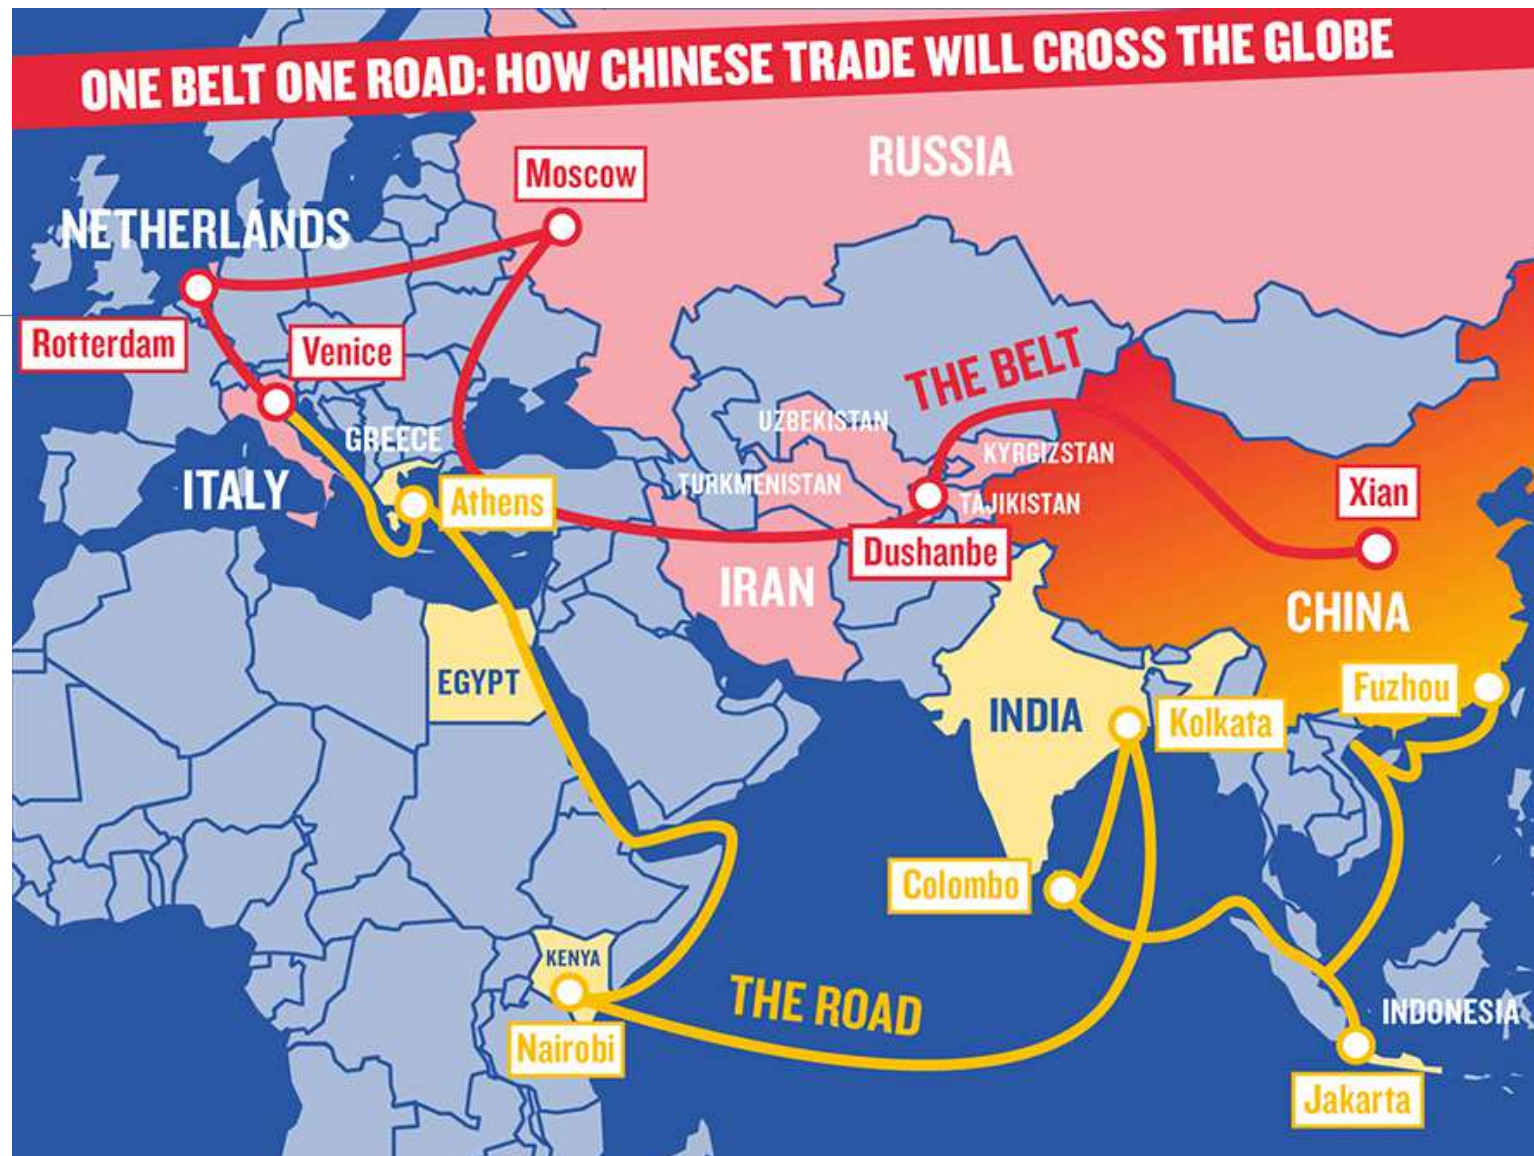 ONE BELT ONE ROAD: HOW CHINESE TRADE WILL CROSS THE GLOBE
RUSSIA
Moscow
NETHERLANDS
Rotterdam
Venice
THE BELT
UZBEKISTAN
GREECE
KYRGIZSTAN
ITALY
TURKMENISTAN
Athens
TAJIKISTAN
Xian
Dushanbe
IRAN
CHINA
EGYPT
Fuzhou
INDIA
Kolkata
Colombo
KENYA
THE ROAD
INDONESIA
Nairobi
Jakarta